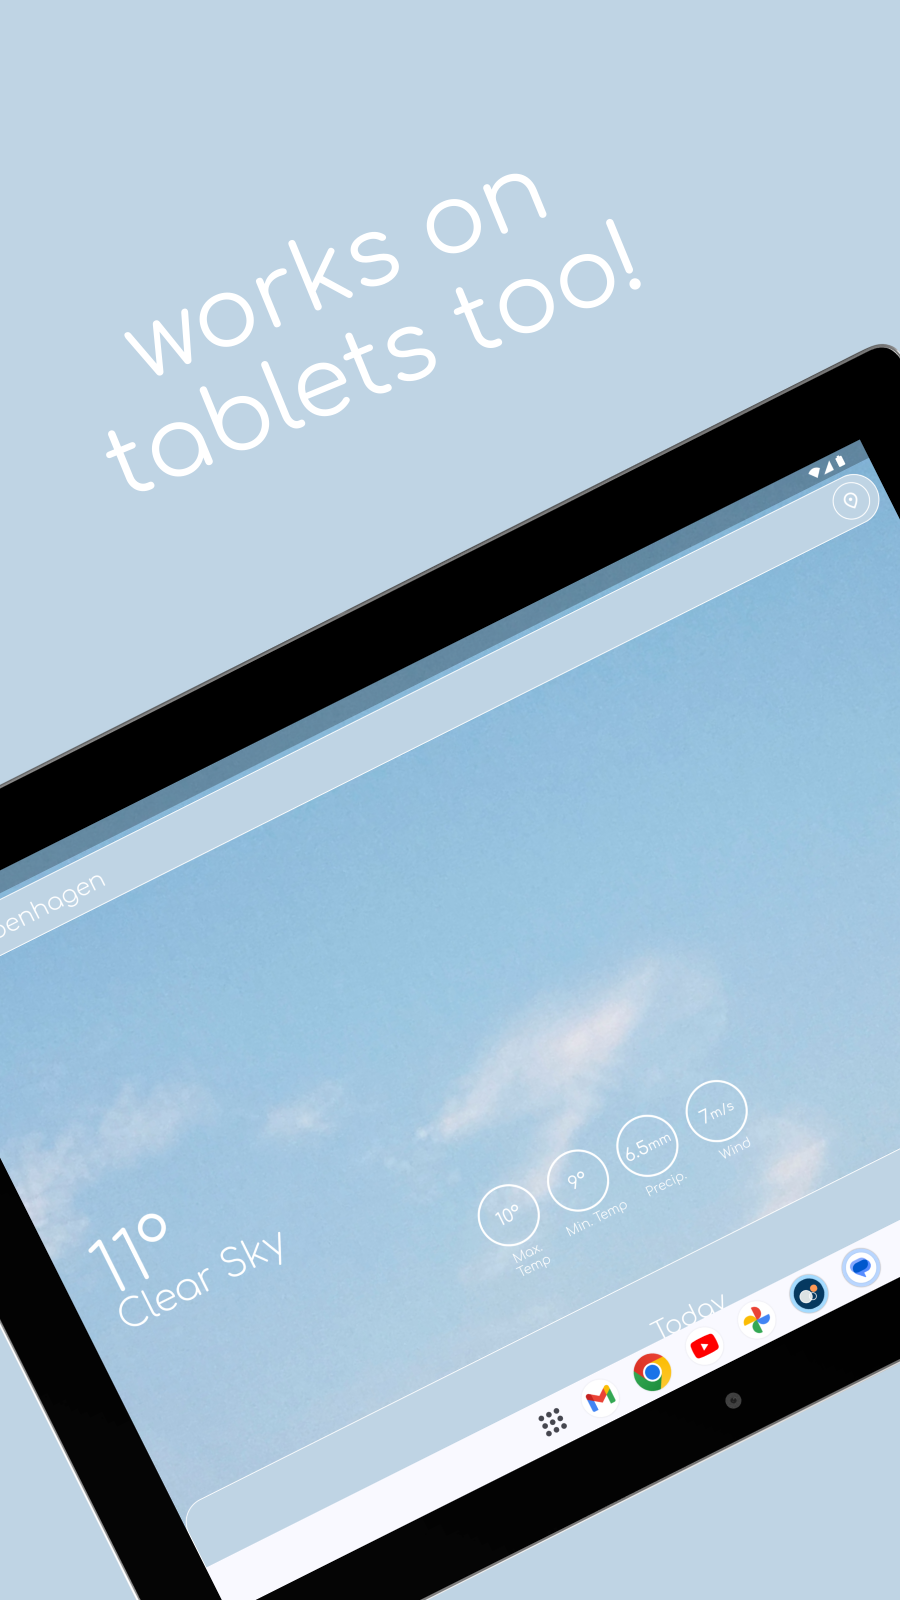 works on
tablets too!
penhagen
11°
Clear Sky
10°
Max.
Temp
9°
Min. Temp
6.5mm
Precip.
7m/s
Wind
Today